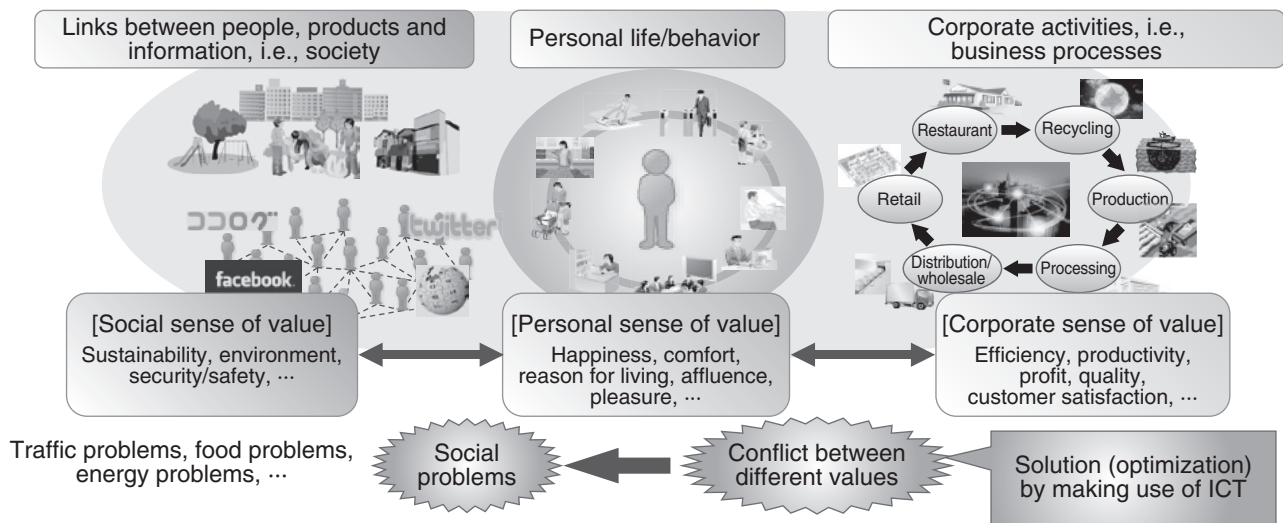 Links between people, products and
information, i.e., society
Personal life/behavior
Corporate activities, i.e.,
business processes
Restaurant
Recycling
Retail
Production
Distribution/
wholesale
Processing
ココログ
twitter
facebook.
[Social sense of value]
Sustainability, environment,
security/safety, ···
[Personal sense of value]
Happiness, comfort,
reason for living, affluence,
pleasure, ···
[Corporate sense of value]
Efficiency, productivity,
profit, quality,
customer satisfaction, ···
Traffic problems, food problems,
energy problems, ···
Social
problems
Conflict between
different values
Solution (optimization)
by making use of ICT